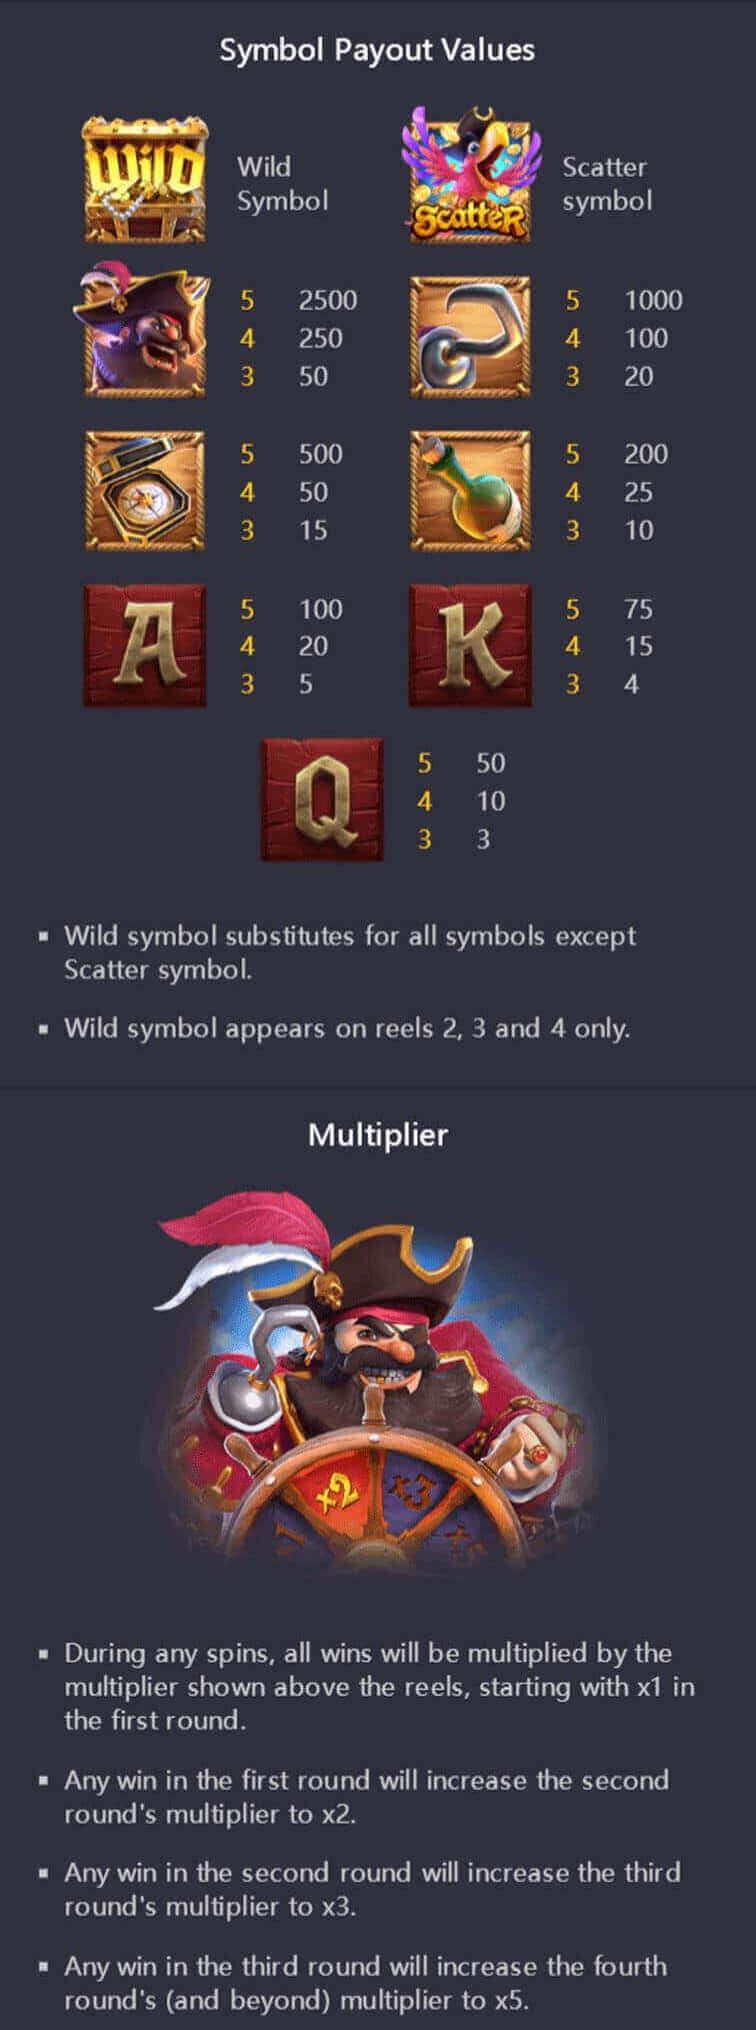 Symbol Payout Values
Wild
Wild
Symbol
Scatter
Scatter
symbol
5 2500
4 250
3 50
5 1000
4 100
3 20
5 500
4 50
3 15
5 200
4 25
3 10
A
5 100
4 20
3 5
K
5 75
4 15
3 4
Q
5 50
4 10
3 3
▪ Wild symbol substitutes for all symbols except
Scatter symbol.
▪ Wild symbol appears on reels 2, 3 and 4 only.
Multiplier
x2 x3
x5
▪ During any spins, all wins will be multiplied by the
multiplier shown above the reels, starting with x1 in
the first round.
▪ Any win in the first round will increase the second
round's multiplier to x2.
▪ Any win in the second round will increase the third
round's multiplier to x3.
▪ Any win in the third round will increase the fourth
round's (and beyond) multiplier to x5.